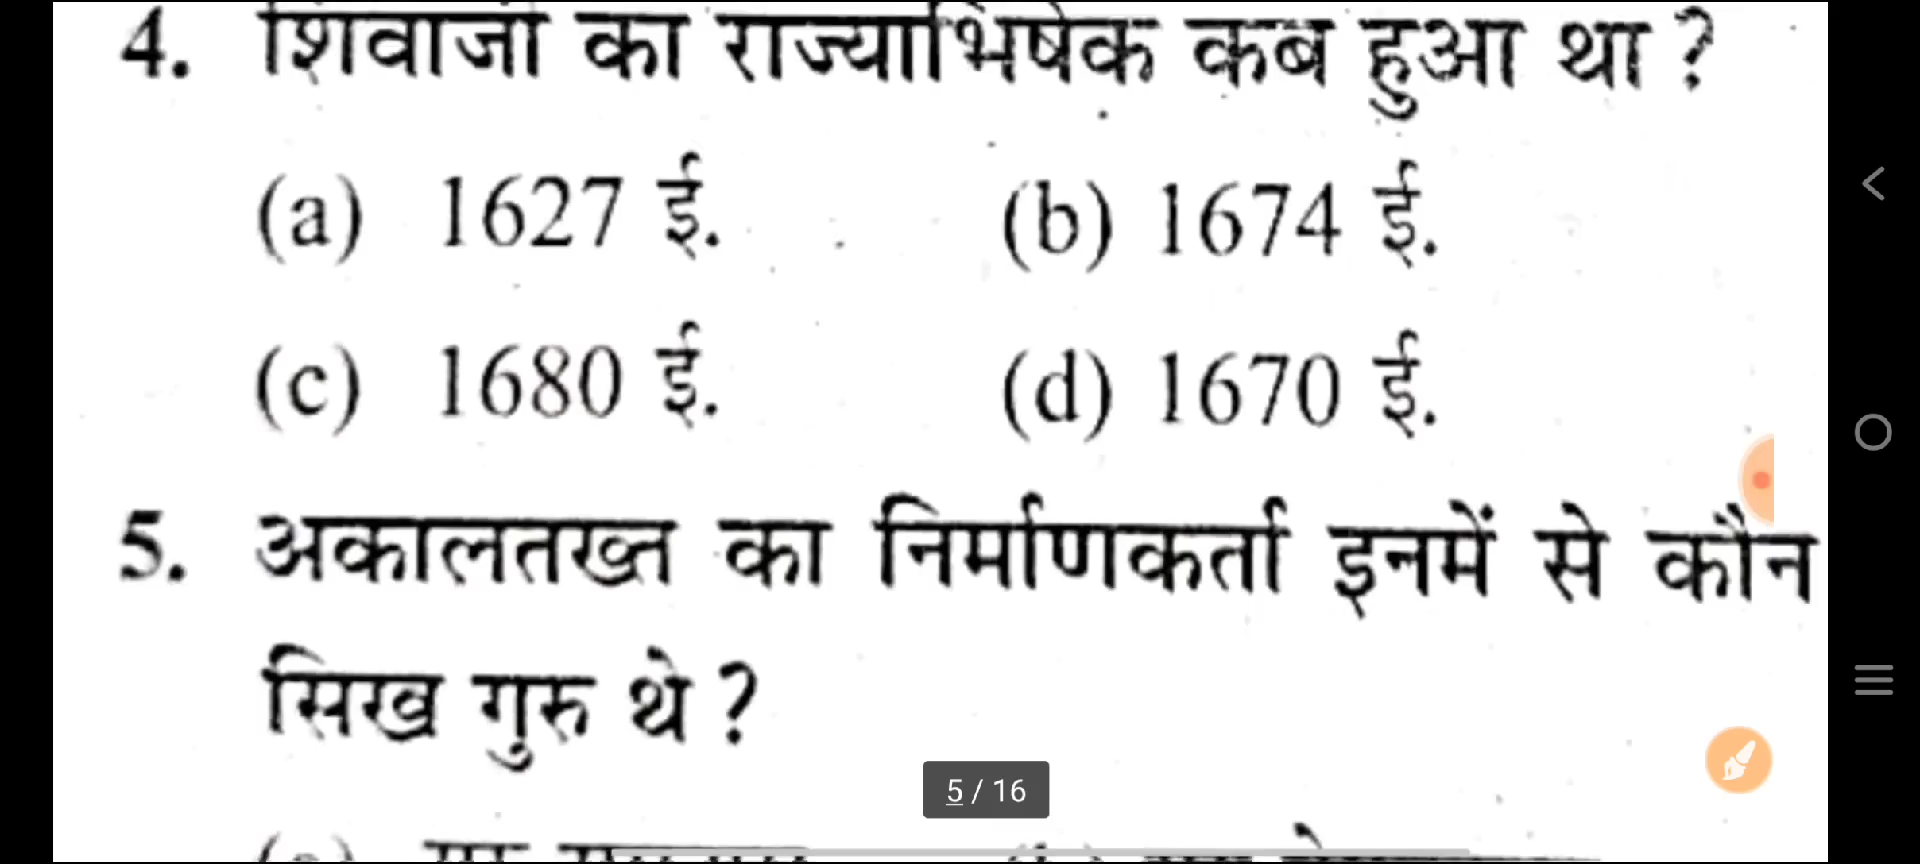 4. शिवाजी का राज्याभिषेक कब हुआ था ?
(a) 1627 ई. (b) 1674 ई.
(c) 1680 ई. (d) 1670 ई.
5. अकालतख्त का निर्माणकर्ता इनमें से कौन
सिख गुरु थे ?
5 / 16